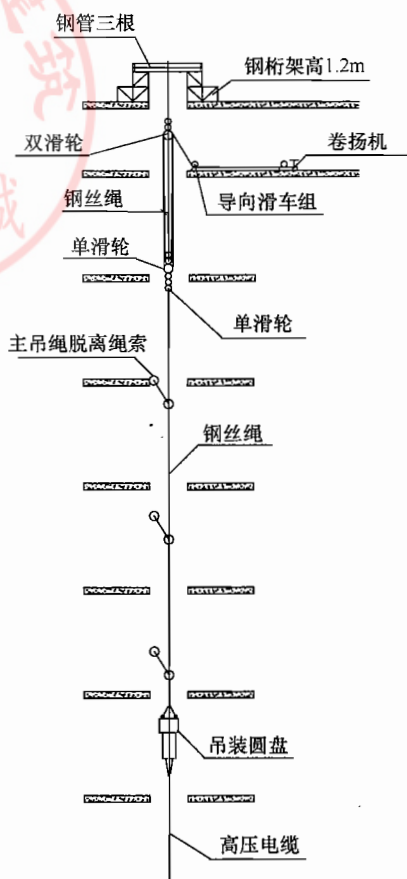 钢管三根
钢桁架高1.2m
双滑轮
卷扬机
钢丝绳
导向滑车组
单滑轮
单滑轮
主吊绳脱离绳索
钢丝绳
吊装圆盘
高压电缆